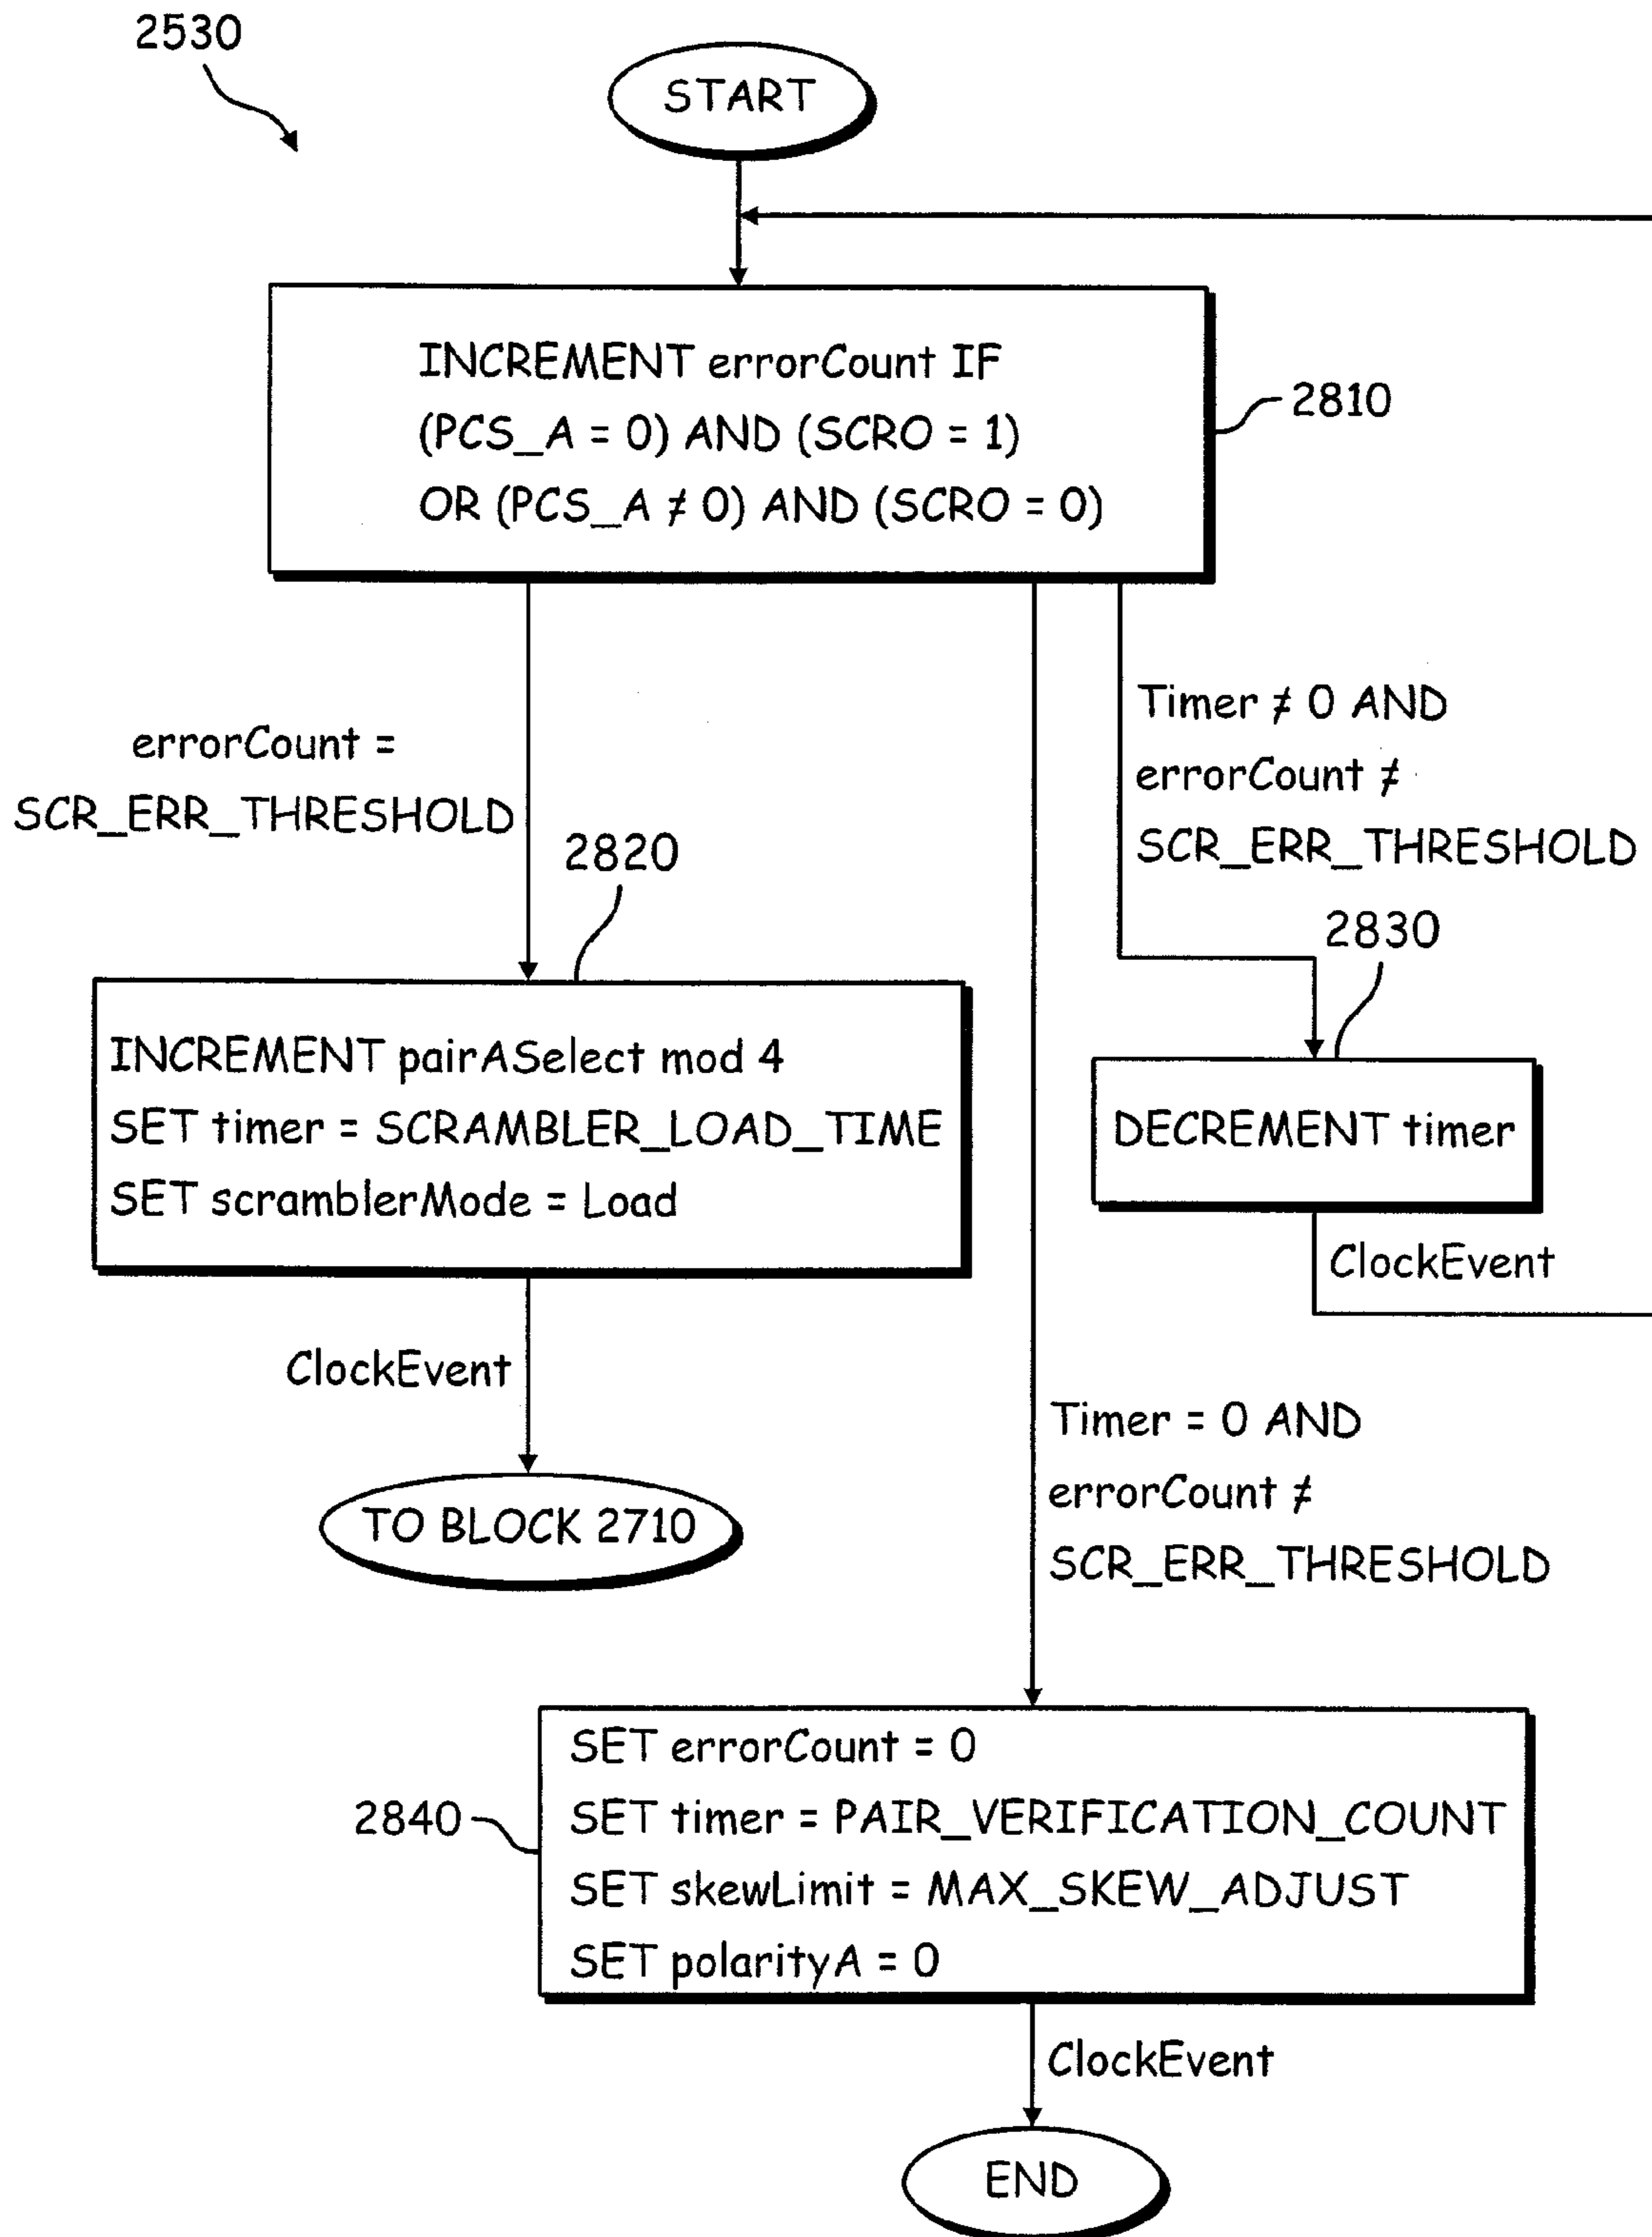 2530
START
INCREMENT errorCount IF
(PCS_A = 0) AND (SCRO = 1)
OR (PCS_A ≠ 0) AND (SCRO = 0)
2810
errorCount =
SCR_ERR_THRESHOLD
Timer ≠ 0 AND
errorCount ≠
SCR_ERR_THRESHOLD
2820
2830
INCREMENT pairASelect mod 4
SET timer = SCRAMBLER_LOAD_TIME
SET scramblerMode = Load
DECREMENT timer
ClockEvent
ClockEvent
TO BLOCK 2710
Timer = 0 AND
errorCount ≠
SCR_ERR_THRESHOLD
2840
SET errorCount = 0
SET timer = PAIR_VERIFICATION_COUNT
SET skewLimit = MAX_SKEW_ADJUST
SET polarityA = 0
ClockEvent
END